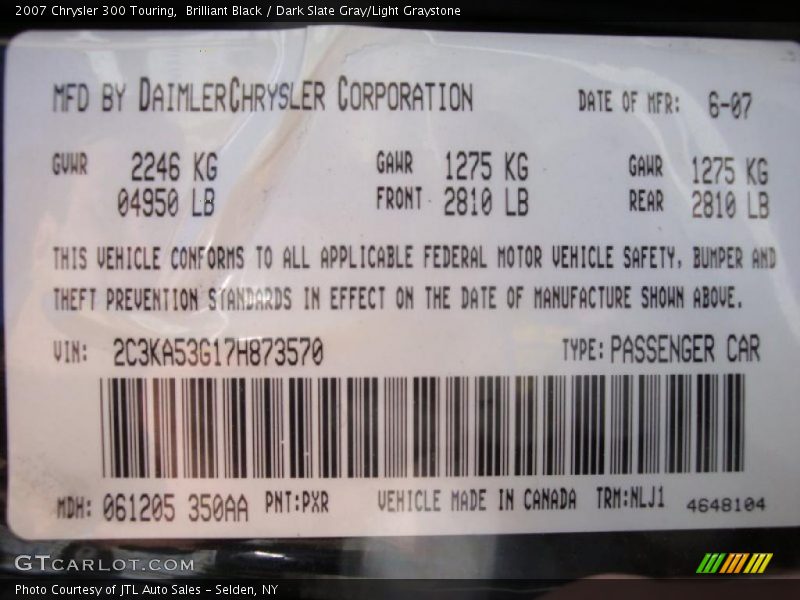 2007 Chrysler 300 Touring,  Brilliant Black / Dark Slate Gray/Light Graystone
MFD BY DAIMLERCHRYSLER CORPORATION DATE OF MFR: 6-07
GVWR 2246 KG GAWR 1275 KG GAWR 1275 KG
04950 LB FRONT 2810 LB REAR 2810 LB
THIS VEHICLE CONFORMS TO ALL APPLICABLE FEDERAL MOTOR VEHICLE SAFETY, BUMPER AND
THEFT PREVENTION STANDARDS IN EFFECT ON THE DATE OF MANUFACTURE SHOWN ABOVE.
VIN: 2C3KA53G17H873570 TYPE: PASSENGER CAR
MDH: 061205 350AA PNT:PXR VEHICLE MADE IN CANADA TRM:NLJ1 4648104
GTCARLOT.COM
Photo Courtesy of JTL Auto Sales - Selden, NY